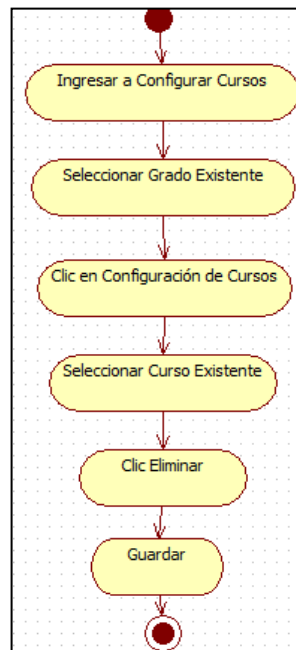 Ingresar a Configurar Cursos
Seleccionar Grado Existente
Clic en Configuración de Cursos
Seleccionar Curso Existente
Clic Eliminar
Guardar